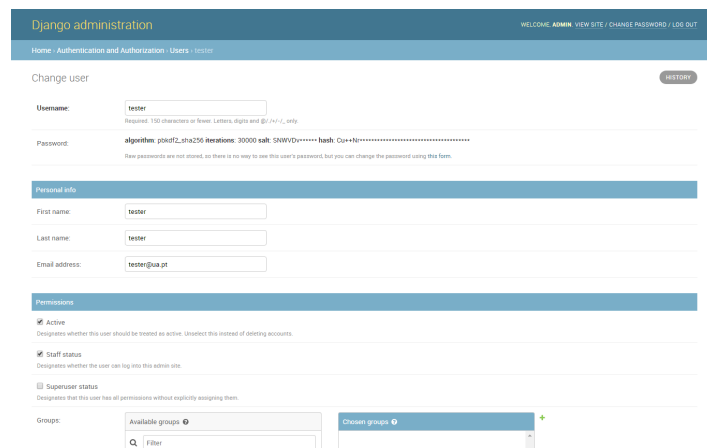 Django administration
WELCOME, ADMIN. VIEW SITE / CHANGE PASSWORD / LOG OUT
Home › Authentication and Authorization › Users › tester
Change user
HISTORY
Username:
tester
Required. 150 characters or fewer. Letters, digits and @/./+/-/_ only.
Password:
algorithm: pbkdf2_sha256 iterations: 30000 salt: SNWVDv****** hash: Cu++Nr**************************************
Raw passwords are not stored, so there is no way to see this user's password, but you can change the password using this form.
Personal info
First name:
tester
Last name:
tester
Email address:
tester@ua.pt
Permissions
Active
Designates whether this user should be treated as active. Unselect this instead of deleting accounts.
Staff status
Designates whether the user can log into this admin site.
Superuser status
Designates that this user has all permissions without explicitly assigning them.
Groups:
Available groups
Chosen groups
Filter